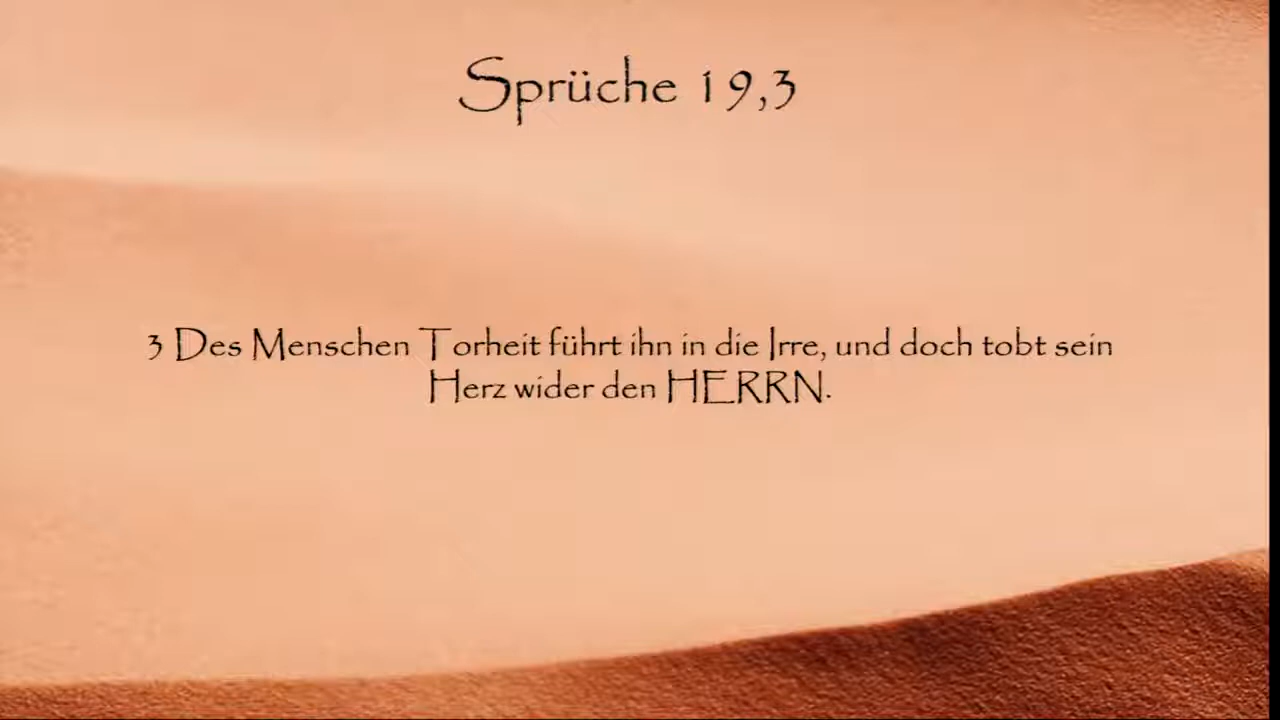 Sprüche 19,3
3 Des Menschen Torheit führt ihn in die Irre, und doch tobt sein
Herz wider den HERRN.